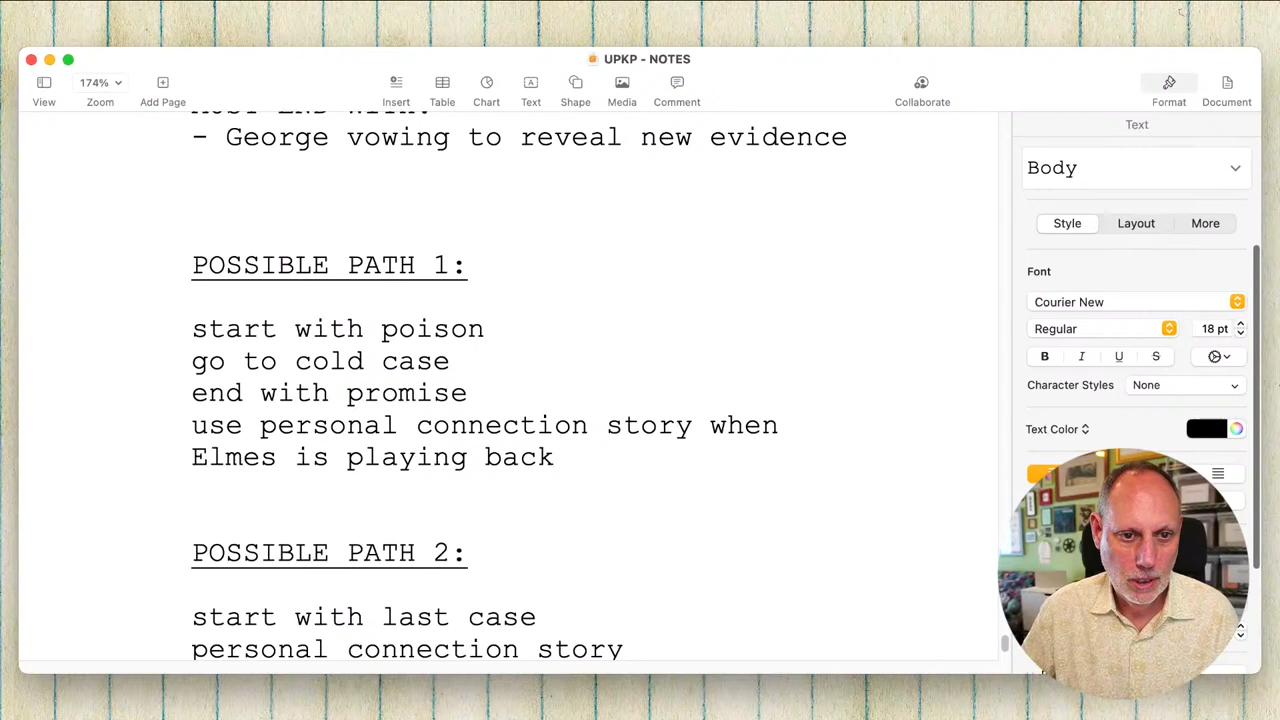 UPKP - NOTES
174%
View
Zoom
Add Page
Insert
Table
Chart
Text
Shape
Media
Comment
Collaborate
Format
Document
MUST END WITH:
- George vowing to reveal new evidence
POSSIBLE PATH 1:
start with poison
go to cold case
end with promise
use personal connection story when
Elmes is playing back
POSSIBLE PATH 2:
start with last case
personal connection story
Text
Body
Style
Layout
More
Font
Courier New
Regular
18 pt
B
I
U
S
Character Styles
None
Text Color